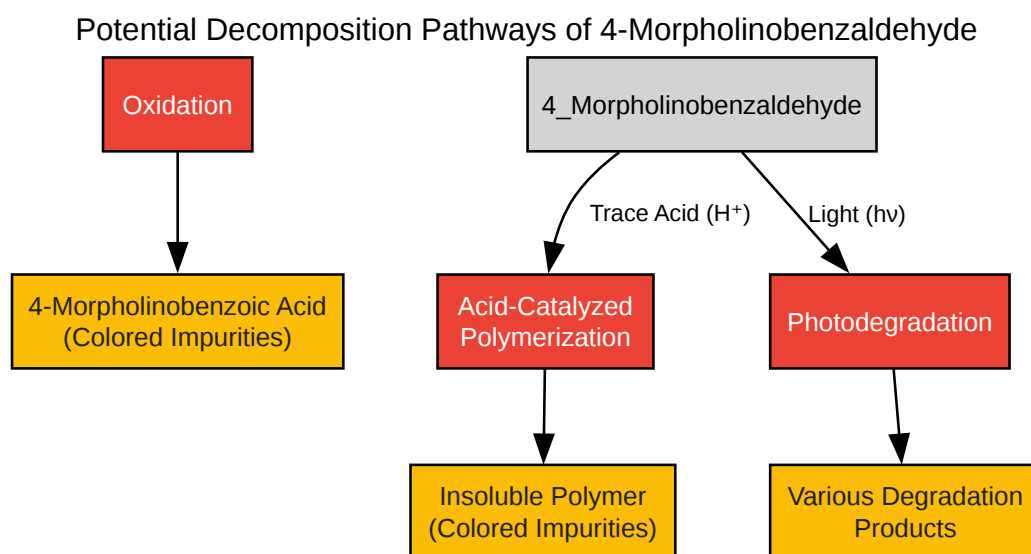 Potential Decomposition Pathways of 4-Morpholinobenzaldehyde
Oxidation
4_Morpholinobenzaldehyde
Trace Acid (H⁺)
Light (hν)
4-Morpholinobenzoic Acid
(Colored Impurities)
Acid-Catalyzed
Polymerization
Photodegradation
Insoluble Polymer
(Colored Impurities)
Various Degradation
Products